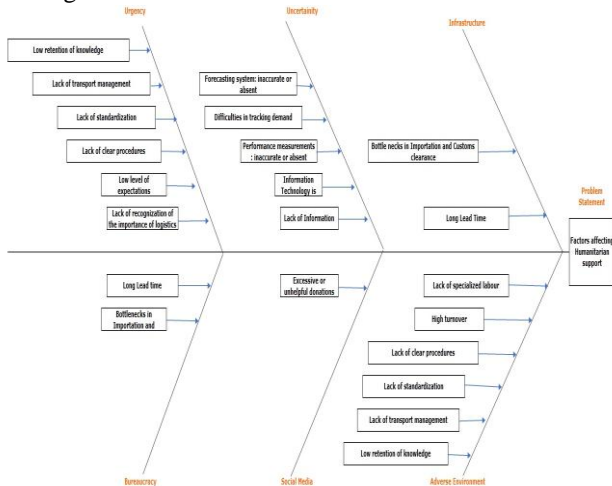 Urgency
Uncertainity
Infrastructure
Low retention of knowledge
Lack of transport management
Lack of standardization
Lack of clear procedures
Low level of
expectations
Lack of recognization of
the importance of logistics
Forecasting system: inaccurate or
absent
Difficulties in tracking demand
Performance measurements
: inaccurate or absent
Information
Technology is
Lack of Information
Bottle necks in Importation and Customs
clearance
Long Lead Time
Problem
Statement
Factors affecting
Humanitarian
support
Long Lead time
Bottlenecks in
Importation and
Excessive or
unhelpful donations
Lack of specialized labour
High turnover
Lack of clear procedures
Lack of standardization
Lack of transport management
Low retention of knowledge
Bureaucracy
Social Media
Adverse Environment